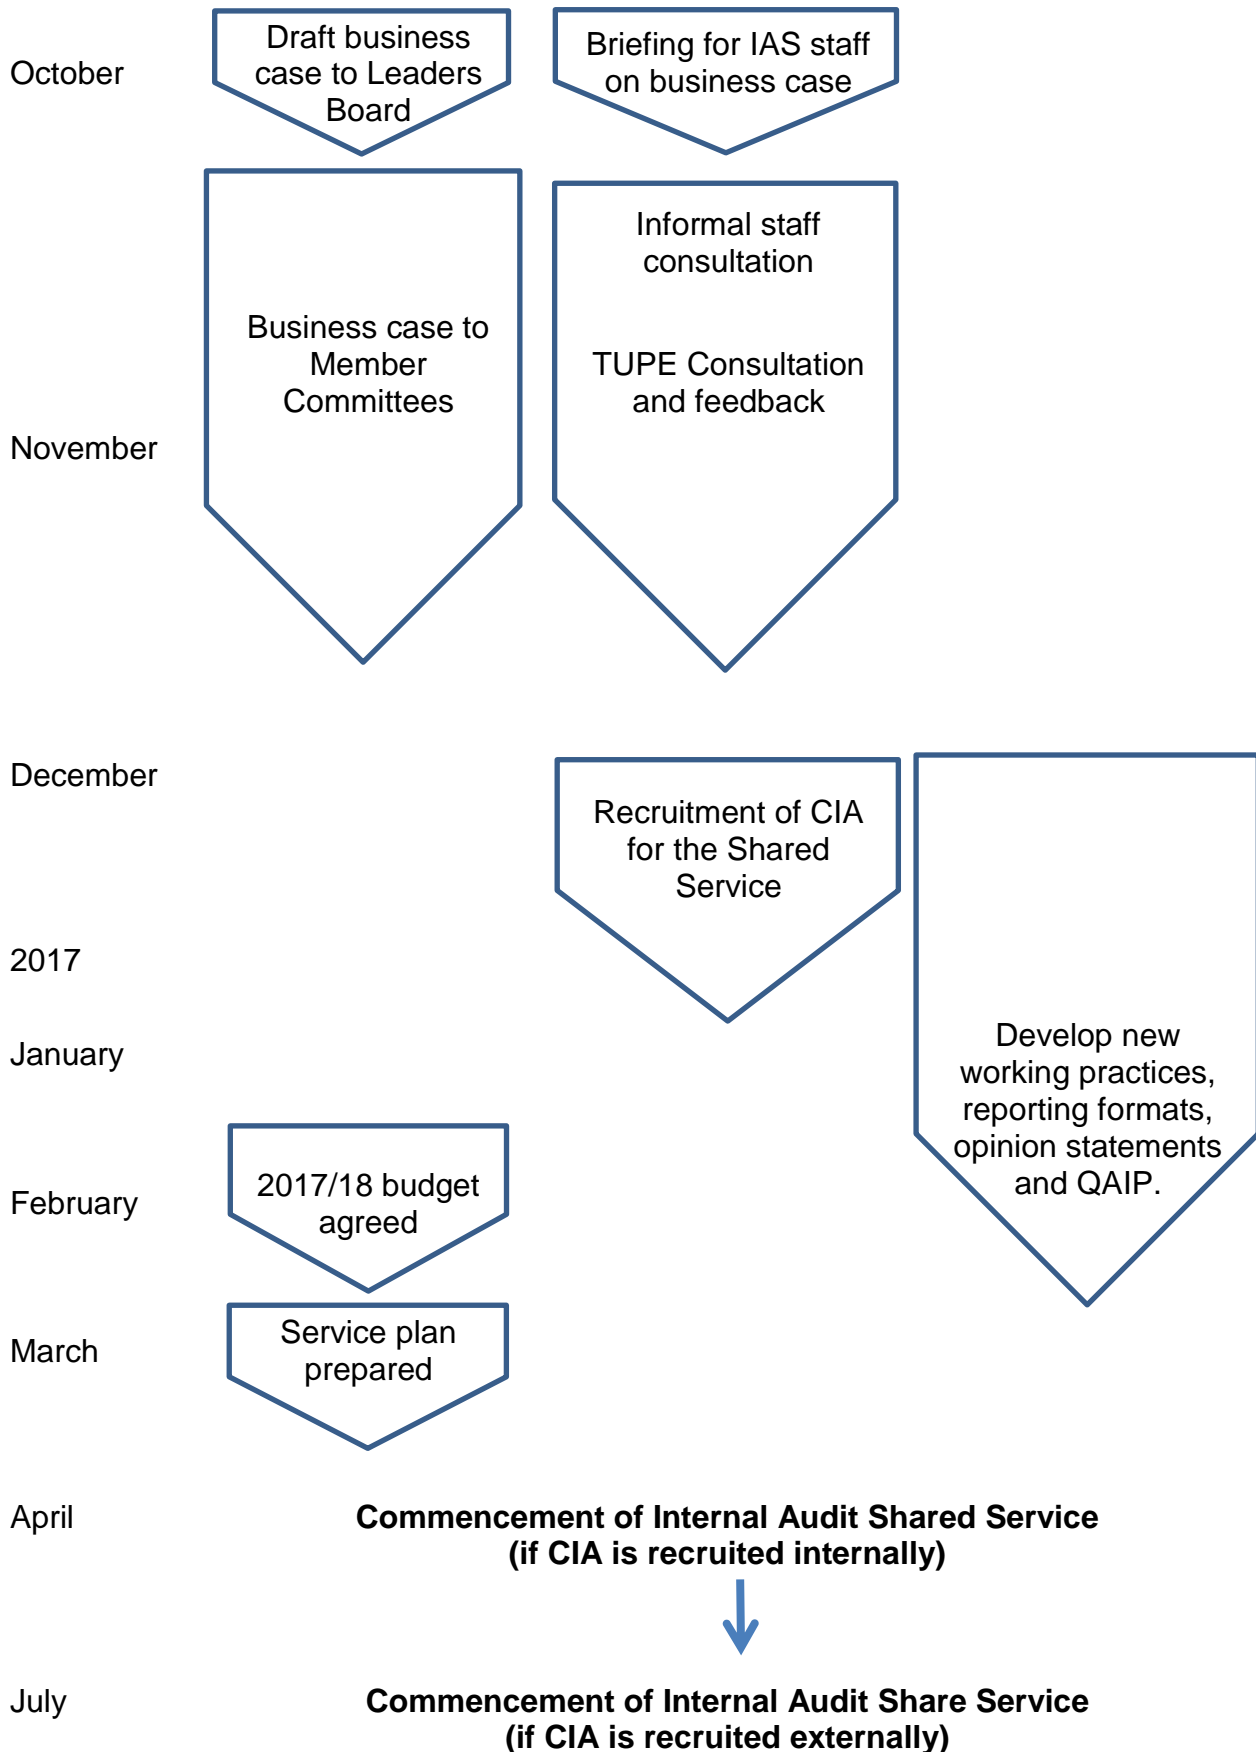 October
Draft business
case to Leaders
Board
Briefing for IAS staff
on business case
Informal staff
consultation
Business case to
Member
Committees
TUPE Consultation
and feedback
November
December
Recruitment of CIA
for the Shared
Service
2017
January
Develop new
working practices,
reporting formats,
opinion statements
and QAIP.
February
2017/18 budget
agreed
March
Service plan
prepared
April
Commencement of Internal Audit Shared Service
(if CIA is recruited internally)
July
Commencement of Internal Audit Share Service
(if CIA is recruited externally)